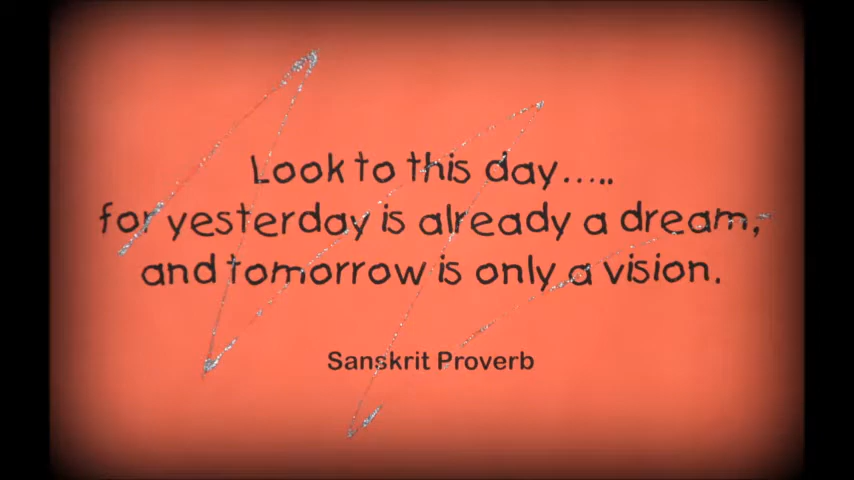 Look to this day.....
for yesterday is already a dream,
and tomorrow is only a vision.
Sanskrit Proverb